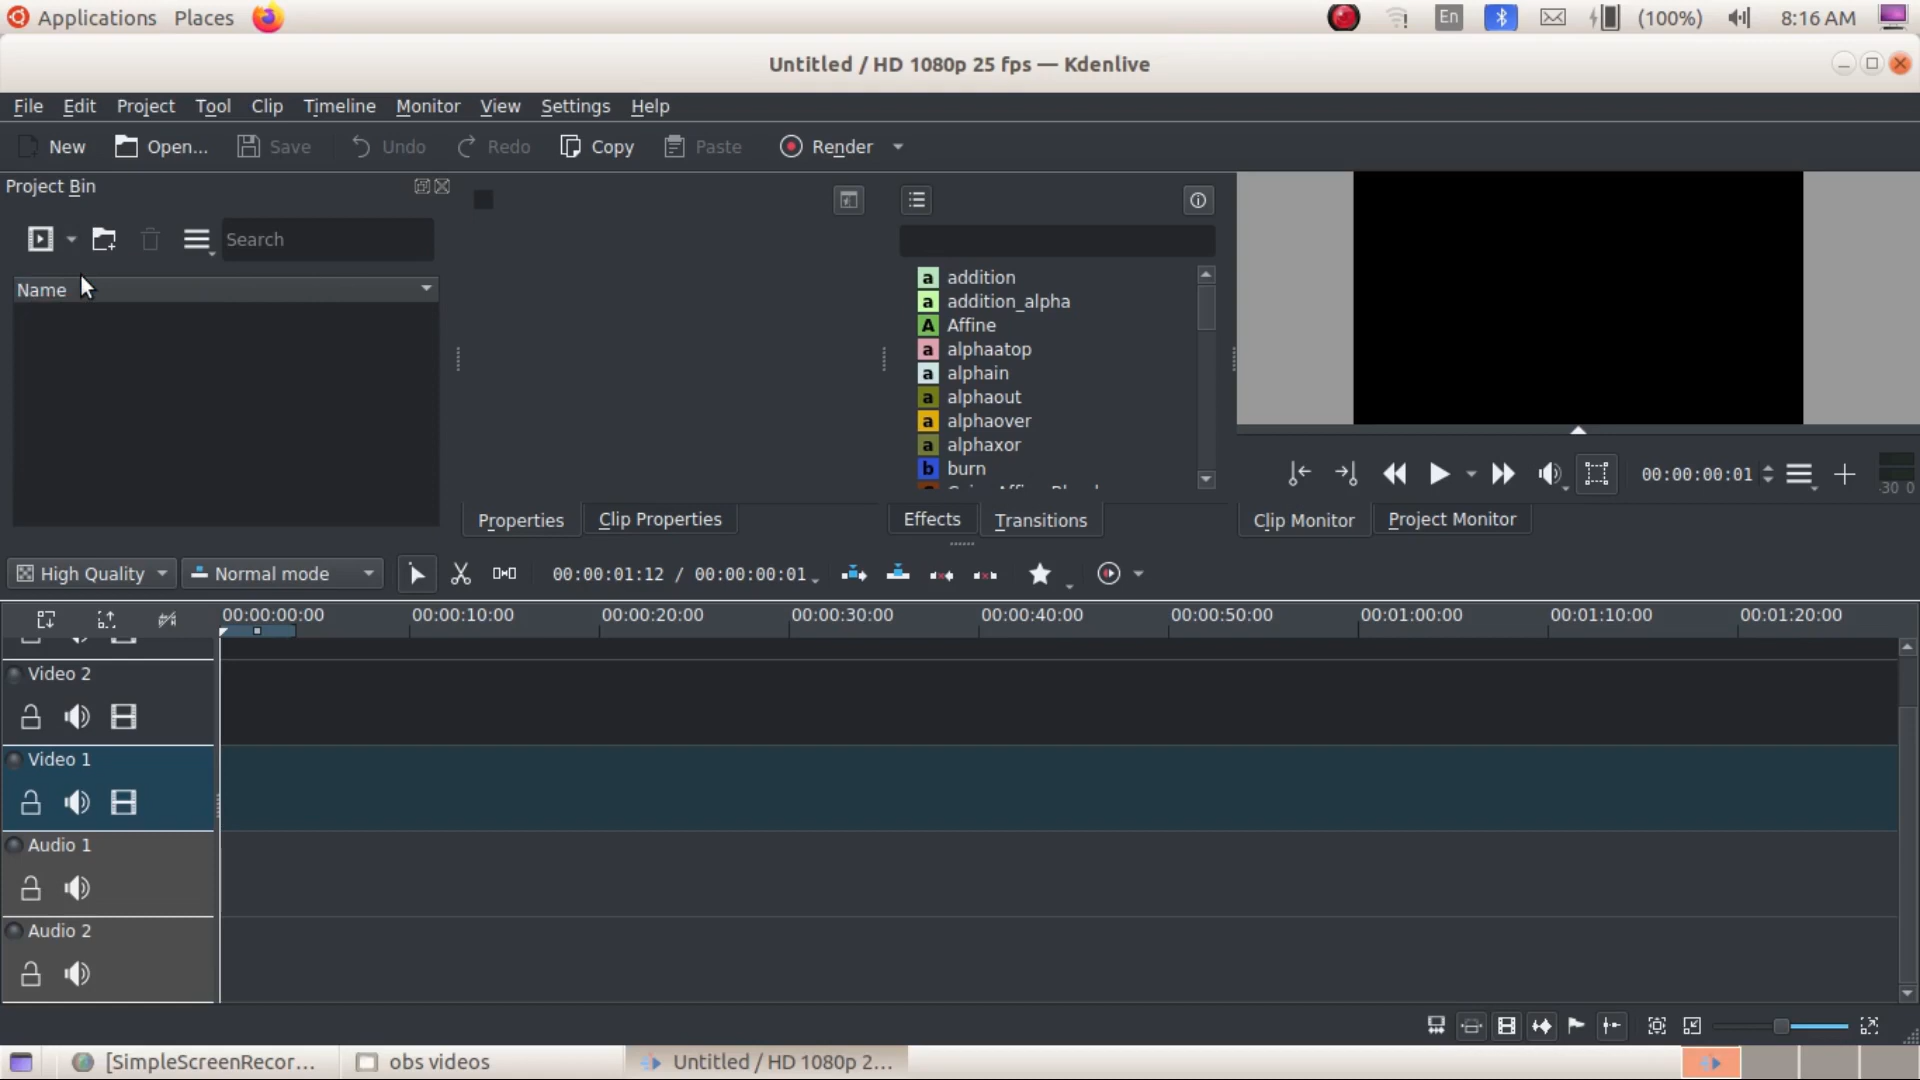 Applications Places En (100%) 8:16 AM
Untitled / HD 1080p 25 fps — Kdenlive
File Edit Project Tool Clip Timeline Monitor View Settings Help
New Open... Save Undo Redo Copy Paste Render
Project Bin
Search
Name
a addition
a addition_alpha
A Affine
a alphaatop
a alphain
a alphaout
a alphaover
a alphaxor
b burn
00:00:00:01
-30 0
Properties Clip Properties Effects Transitions Clip Monitor Project Monitor
High Quality Normal mode 00:00:01:12 / 00:00:00:01
00:00:00:00 00:00:10:00 00:00:20:00 00:00:30:00 00:00:40:00 00:00:50:00 00:01:00:00 00:01:10:00 00:01:20:00
Video 2
Video 1
Audio 1
Audio 2
[SimpleScreenRecor... obs videos Untitled / HD 1080p 2...